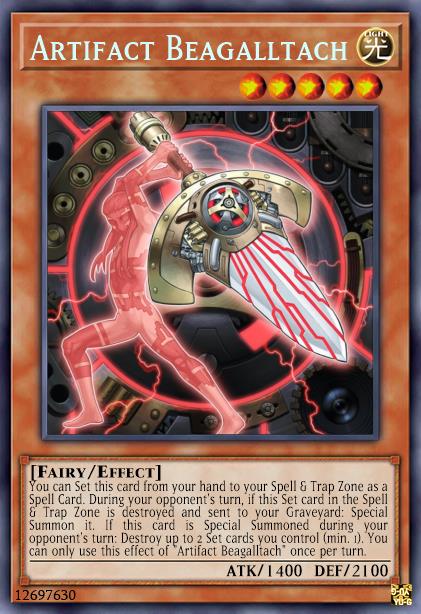 Artifact Beagalltach
LIGHT
光
[Fairy/Effect]
You can Set this card from your hand to your Spell & Trap Zone as a
Spell Card. During your opponent's turn, if this Set card in the Spell
& Trap Zone is destroyed and sent to your Graveyard: Special
Summon it. If this card is Special Summoned during your
opponent's turn: Destroy up to 2 Set cards you control (min. 1). You
can only use this effect of "Artifact Beagalltach" once per turn.
ATK/1400 DEF/2100
12697630